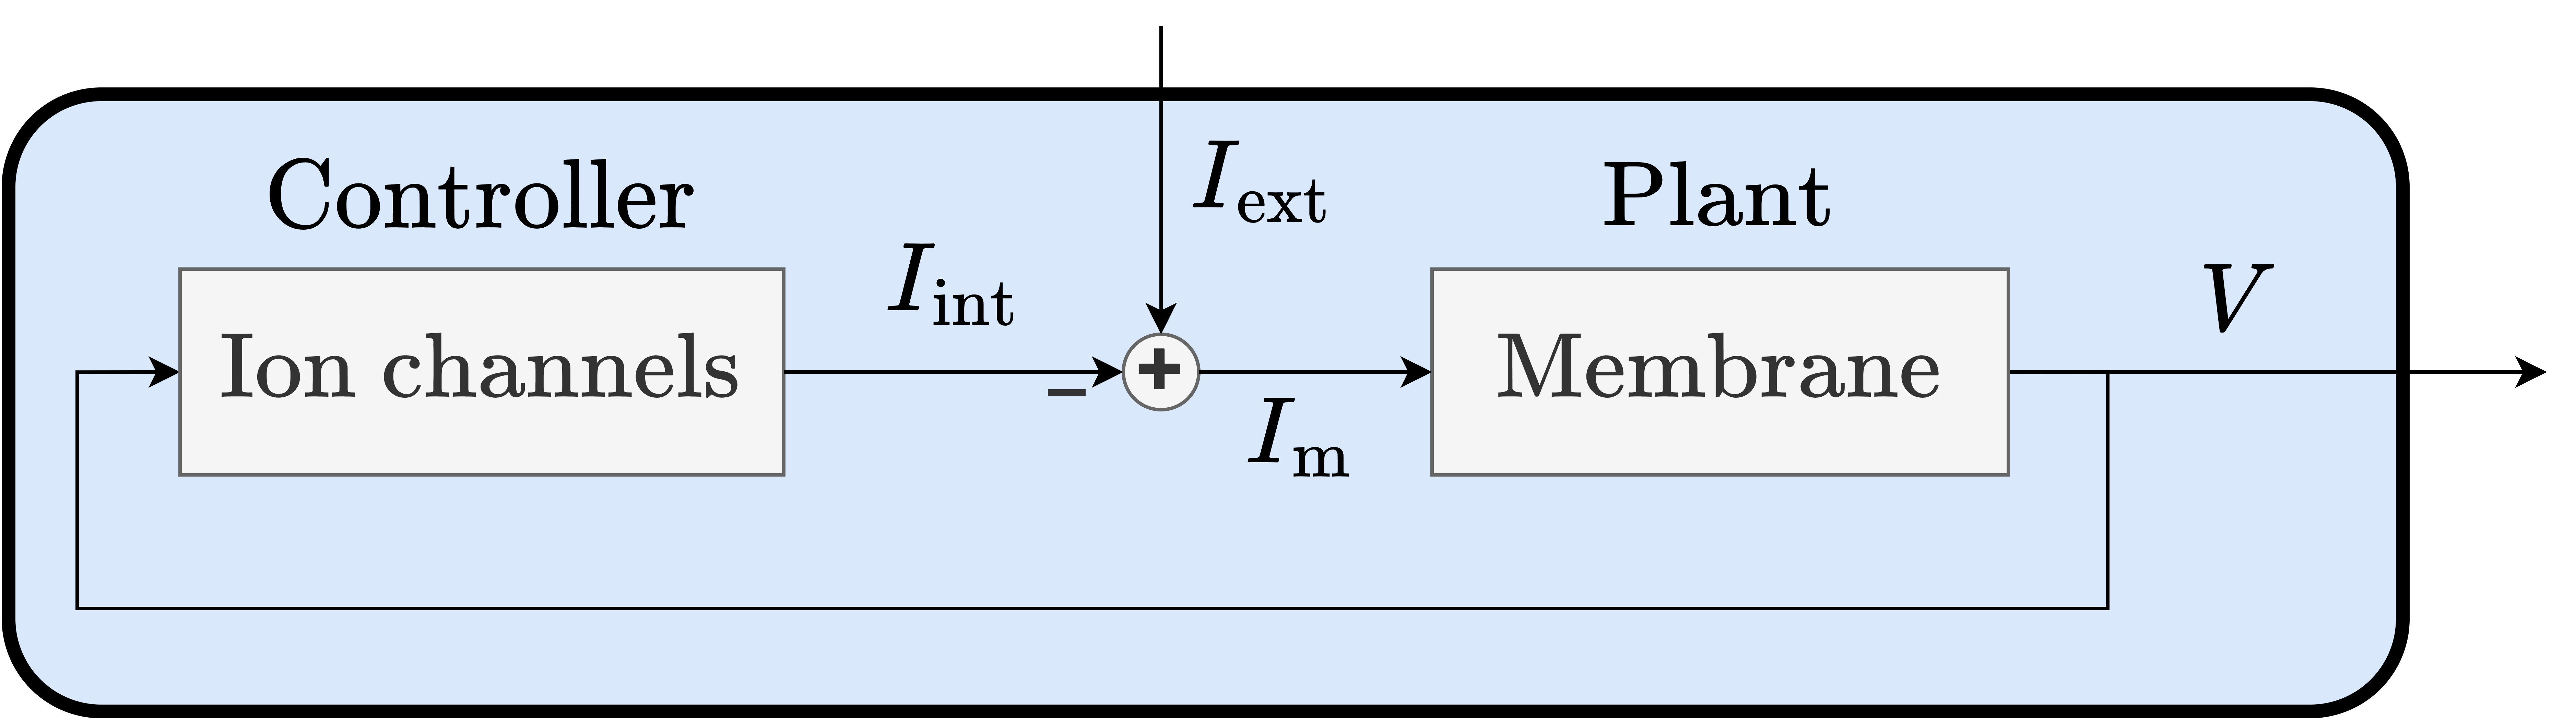 Controller
I_ext
Plant
I_int
V
Ion channels
–
+
Membrane
I_m